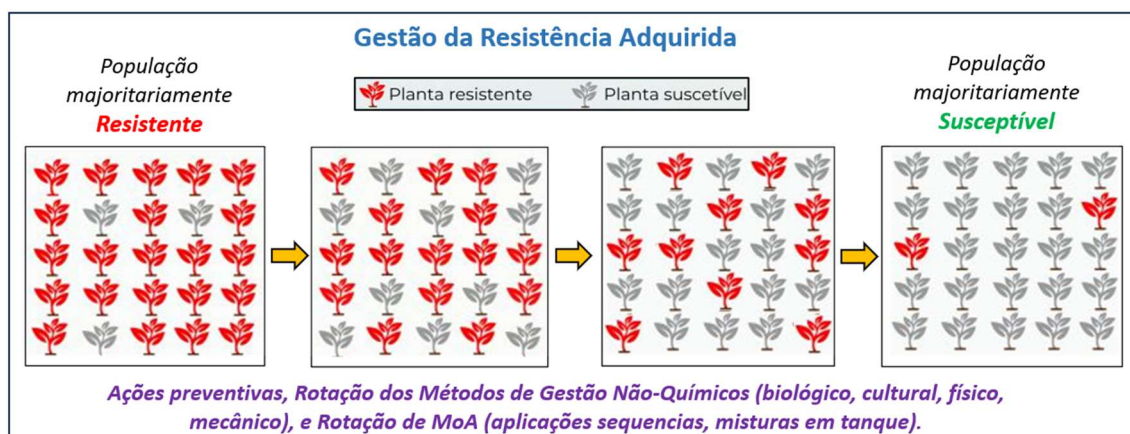 Gestão da Resistência Adquirida
População
majoritariamente
Resistente
Planta resistente
Planta suscetível
População
majoritariamente
Susceptível
Ações preventivas, Rotação dos Métodos de Gestão Não-Químicos (biológico, cultural, físico,
mecânico), e Rotação de MoA (aplicações sequencias, misturas em tanque).